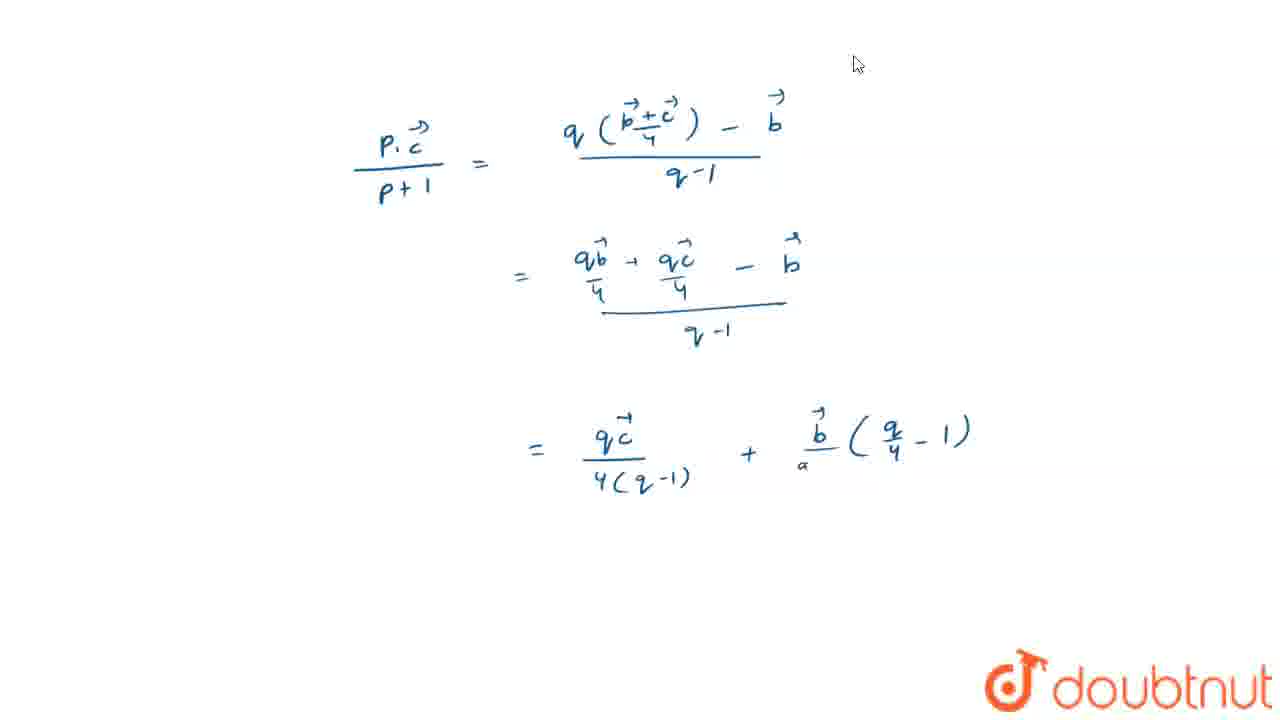 p.c⃗ / p+1 = q(b⃗+c⃗ / 4) − b⃗ / q−1
= qb⃗/4 + qc⃗/4 − b⃗ / q−1
= qc⃗ / 4(q−1) + b⃗ / a (q/4 − 1)
doubtnut